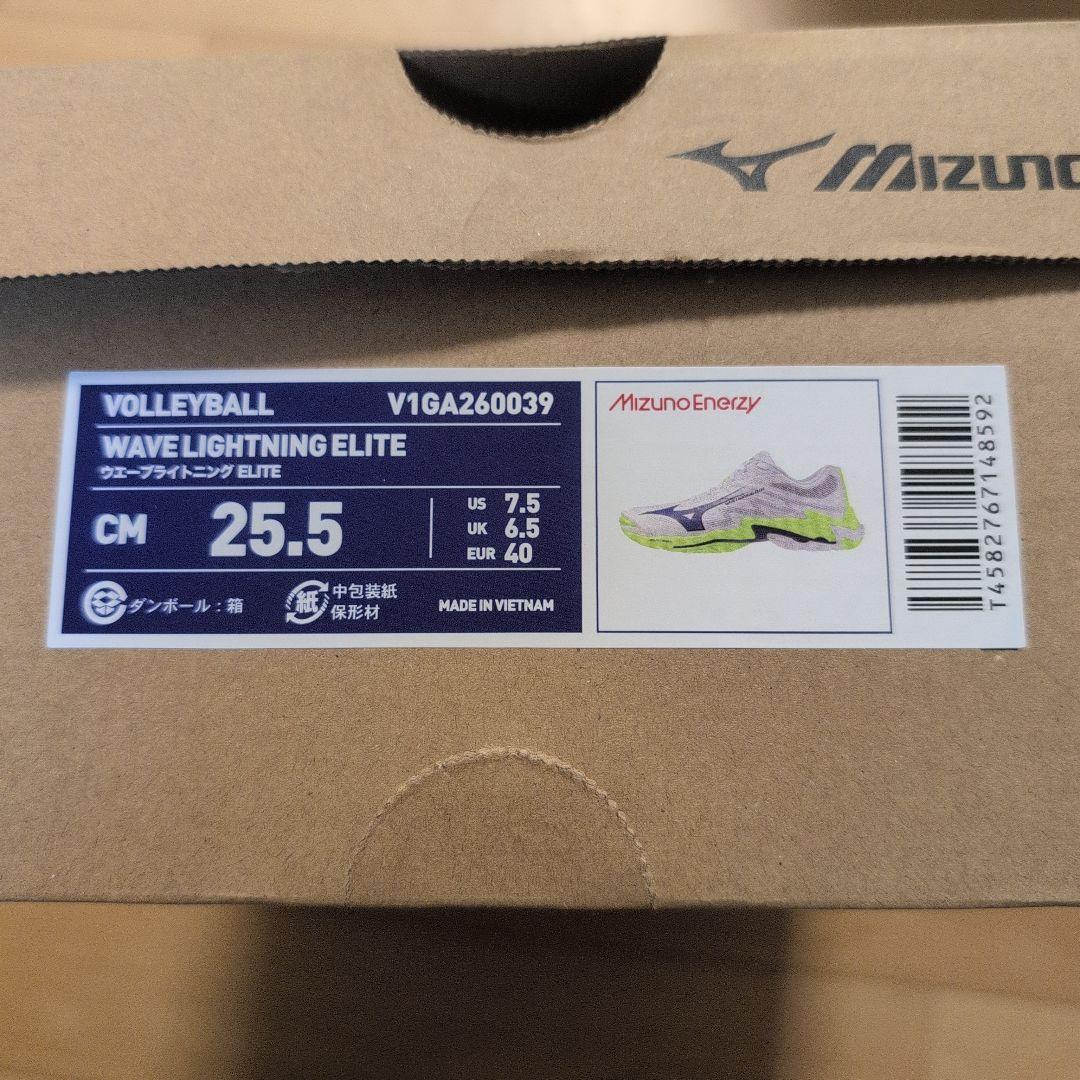 MIZUNO
VOLLEYBALL V1GA260039
WAVE LIGHTNING ELITE
ウエーブライトニング ELITE
CM 25.5
US 7.5
UK 6.5
EUR 40
ダンボール：箱
紙 中包装紙
保形材
MADE IN VIETNAM
MIZUNO ENERZY
T4582767148592